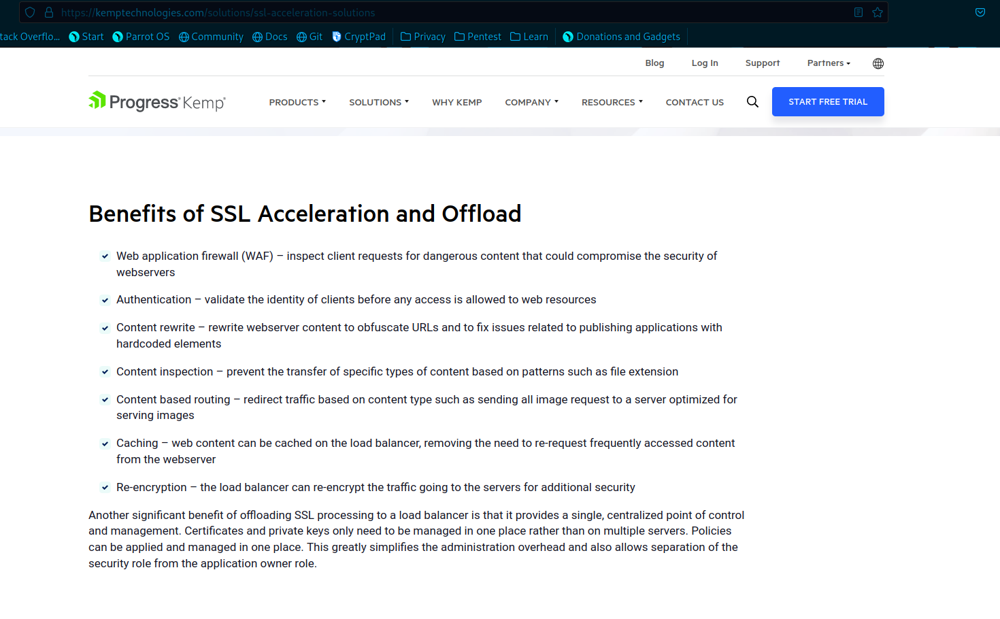 https://kemptechnologies.com/solutions/ssl-acceleration-solutions
tack Overflo... Start Parrot OS Community Docs Git CryptPad Privacy Pentest Learn Donations and Gadgets
Blog Log In Support Partners
Progress® Kemp® PRODUCTS SOLUTIONS WHY KEMP COMPANY RESOURCES CONTACT US START FREE TRIAL
Benefits of SSL Acceleration and Offload
Web application firewall (WAF) – inspect client requests for dangerous content that could compromise the security of
webservers
Authentication – validate the identity of clients before any access is allowed to web resources
Content rewrite – rewrite webserver content to obfuscate URLs and to fix issues related to publishing applications with
hardcoded elements
Content inspection – prevent the transfer of specific types of content based on patterns such as file extension
Content based routing – redirect traffic based on content type such as sending all image request to a server optimized for
serving images
Caching – web content can be cached on the load balancer, removing the need to re-request frequently accessed content
from the webserver
Re-encryption – the load balancer can re-encrypt the traffic going to the servers for additional security
Another significant benefit of offloading SSL processing to a load balancer is that it provides a single, centralized point of control
and management. Certificates and private keys only need to be managed in one place rather than on multiple servers. Policies
can be applied and managed in one place. This greatly simplifies the administration overhead and also allows separation of the
security role from the application owner role.